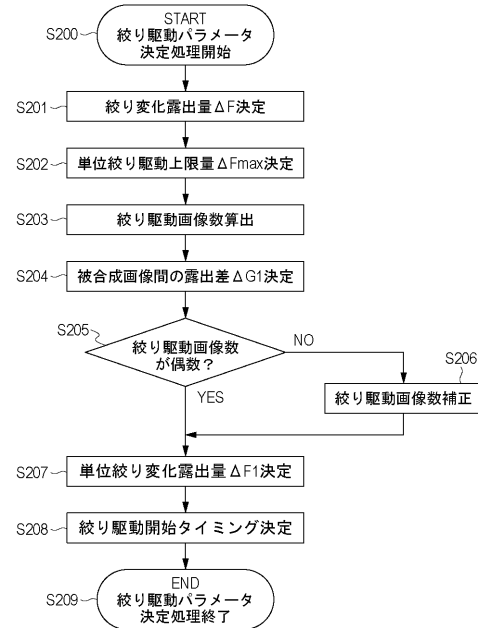 START
S200
絞り駆動パラメータ
決定処理開始
S201
絞り変化露出量ΔF決定
S202
単位絞り駆動上限量ΔFmax決定
S203
絞り駆動画像数算出
S204
被合成画像間の露出差ΔG1決定
S205
絞り駆動画像数
が偶数？
NO
S206
絞り駆動画像数補正
YES
S207
単位絞り変化露出量ΔF1決定
S208
絞り駆動開始タイミング決定
END
S209
絞り駆動パラメータ
決定処理終了